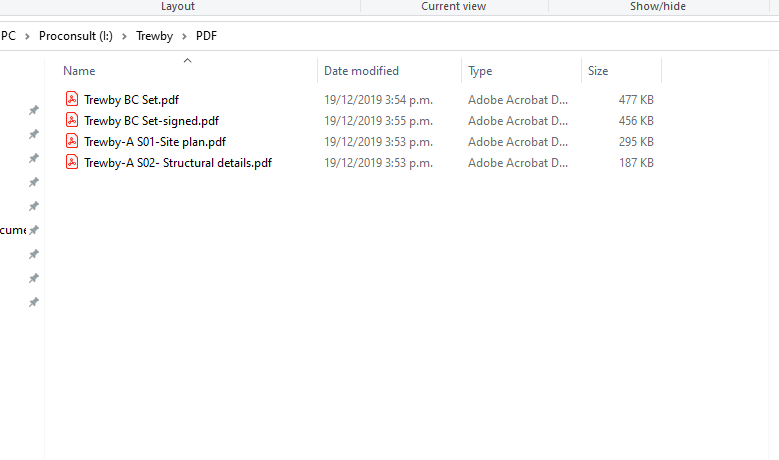 Layout Current view Show/hide
PC > Proconsult (I:) > Trewby > PDF
Name Date modified Type Size
Trewby BC Set.pdf 19/12/2019 3:54 p.m. Adobe Acrobat D... 477 KB
Trewby BC Set-signed.pdf 19/12/2019 3:55 p.m. Adobe Acrobat D... 456 KB
Trewby-A S01-Site plan.pdf 19/12/2019 3:53 p.m. Adobe Acrobat D... 295 KB
Trewby-A S02- Structural details.pdf 19/12/2019 3:53 p.m. Adobe Acrobat D... 187 KB
cume